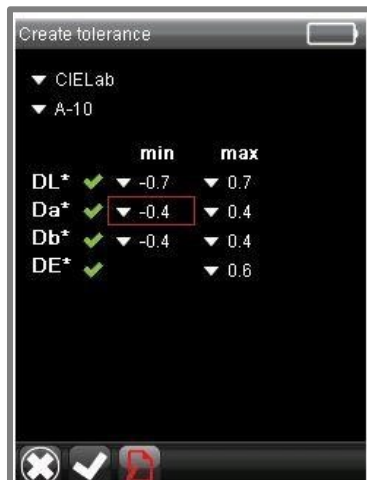 Create tolerance
CIELab
A-10
min max
DL* -0.7 0.7
Da* -0.4 0.4
Db* -0.4 0.4
DE* 0.6